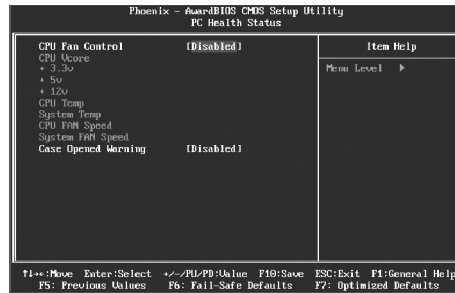 Phoenix - AwardBIOS CMOS Setup Utility
PC Health Status
CPU Fan Control [Disabled]
CPU Vcore
+ 3.3v
+ 5v
+ 12v
CPU Temp
System Temp
CPU FAN Speed
System FAN Speed
Case Opened Warning [Disabled]
Item Help
Menu Level ▶
↑↓→←:Move Enter:Select +/-/PU/PD:Value F10:Save ESC:Exit F1:General Help
F5: Previous Values F6: Fail-Safe Defaults F7: Optimized Defaults